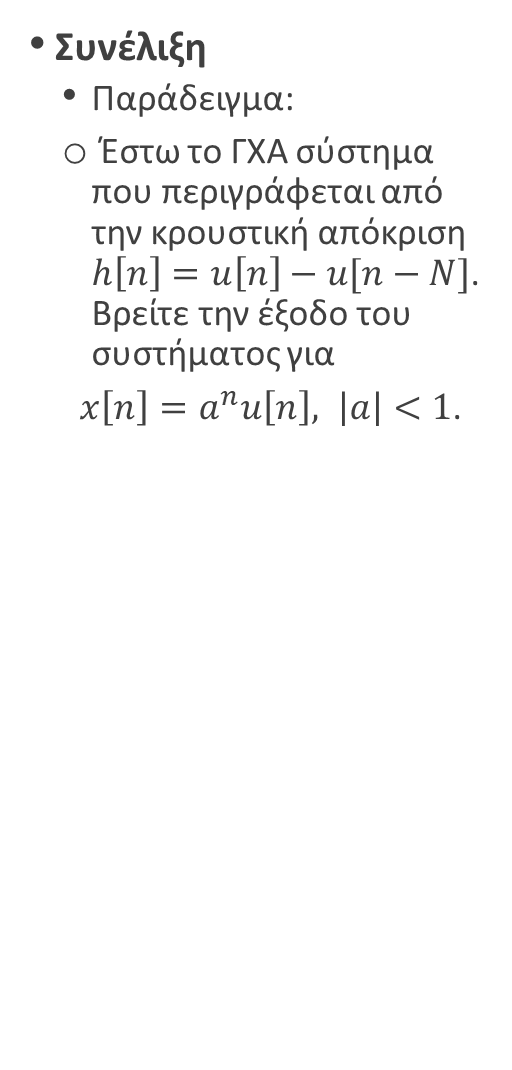 • Συνέλιξη
• Παράδειγμα:
○ Έστω το ΓΧΑ σύστημα
που περιγράφεται από
την κρουστική απόκριση
h[n] = u[n] − u[n − N].
Βρείτε την έξοδο του
συστήματος για
x[n] = aⁿu[n], |a| < 1.